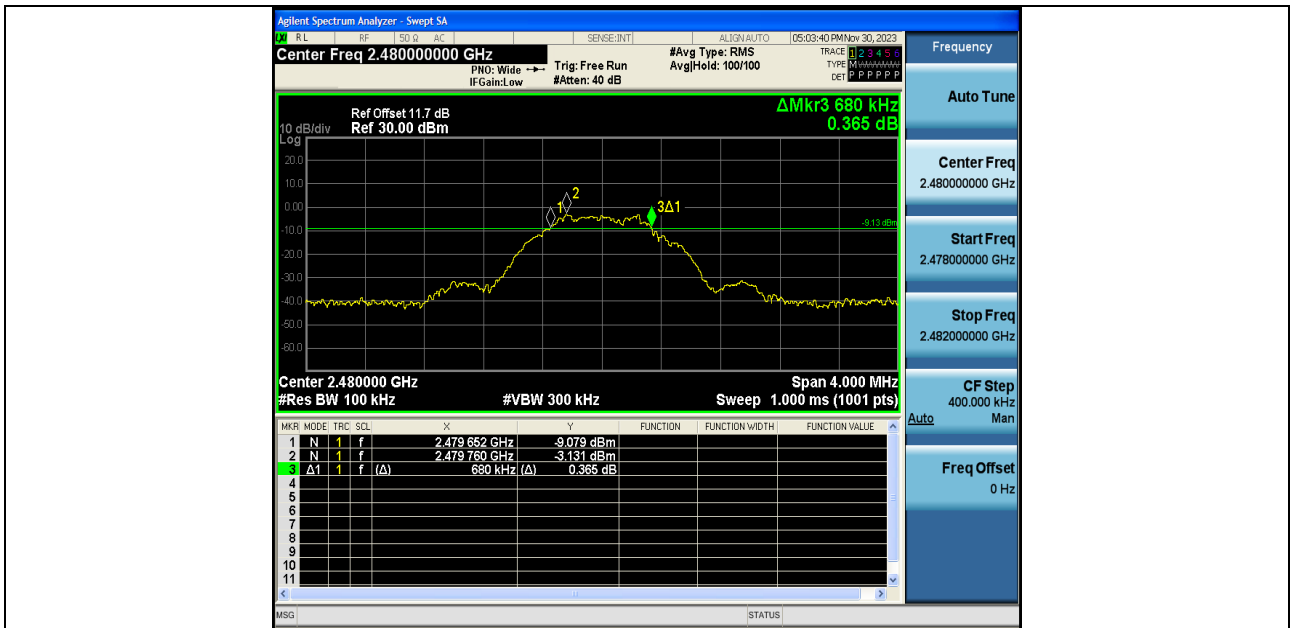 Agilent Spectrum Analyzer - Swept SA
RL RF 50 Ω AC SENSE:INT ALIGN AUTO 05:03:40 PM Nov 30, 2023
Center Freq 2.480000000 GHz
PNO: Wide
IFGain:Low
Trig: Free Run
#Atten: 40 dB
#Avg Type: RMS
Avg|Hold: 100/100
TRACE 1 2 3 4 5 6
TYPE M
DET P P P P P P
Frequency
Auto Tune
Center Freq
2.480000000 GHz
Start Freq
2.478000000 GHz
Stop Freq
2.482000000 GHz
CF Step
400.000 kHz
Auto Man
Freq Offset
0 Hz
ΔMkr3 680 kHz
0.365 dB
Ref Offset 11.7 dB
10 dB/div Ref 30.00 dBm
Log
20.0
10.0
0.00
-10.0
-20.0
-30.0
-40.0
-50.0
-60.0
1
2
3Δ1
-9.13 dBm
Center 2.480000 GHz Span 4.000 MHz
#Res BW 100 kHz #VBW 300 kHz Sweep 1.000 ms (1001 pts)
MKR MODE TRC SCL X Y FUNCTION FUNCTION WIDTH FUNCTION VALUE
1 N 1 f 2.479 652 GHz -9.079 dBm
2 N 1 f 2.479 760 GHz -3.131 dBm
3 Δ1 1 f (Δ) 680 kHz (Δ) 0.365 dB
4
5
6
7
8
9
10
11
MSG STATUS